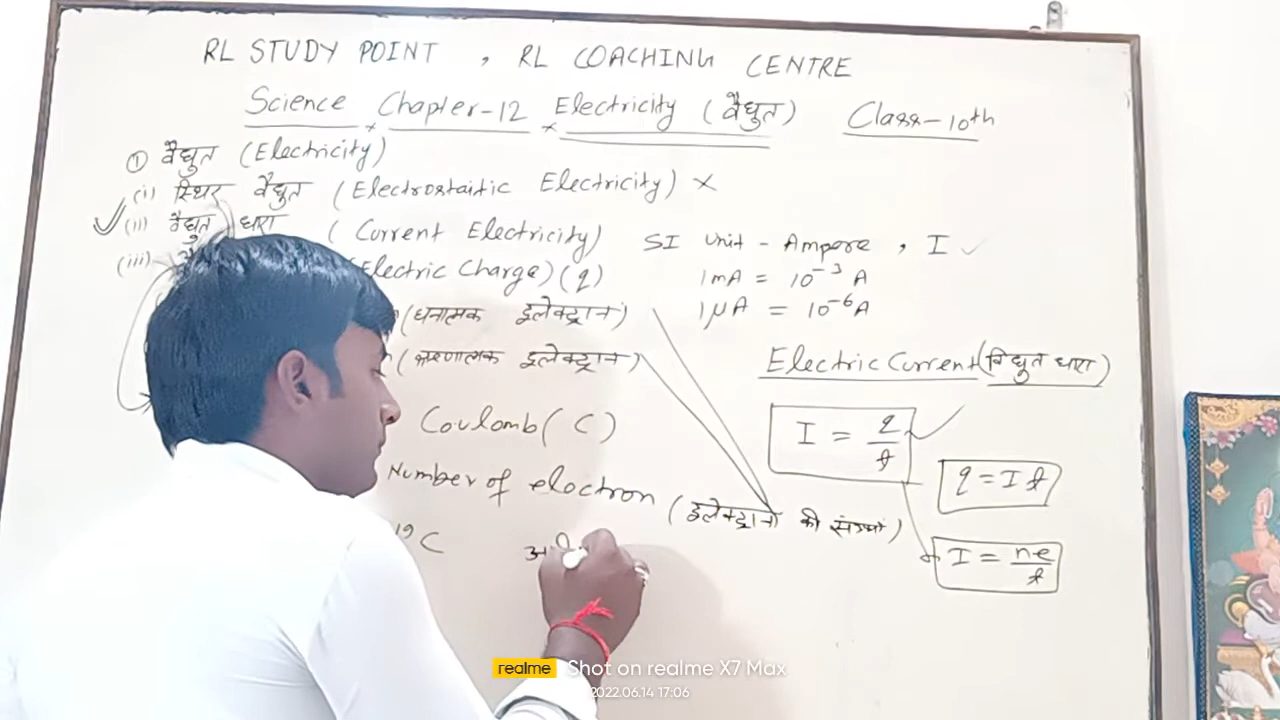 RL STUDY POINT , RL COACHING CENTRE
Science x Chapter-12 x Electricity (वैद्युत) Class-10th
① वैद्युत (Electricity)
(i) स्थिर वैद्युत (Electrostaitic Electricity) ×
(ii) वैद्युत धारा (Current Electricity) SI Unit - Ampere , I ✓
(iii) Electric Charge) (q) 1mA = 10⁻³ A
(धनात्मक इलेक्ट्रान) 1μA = 10⁻⁶A
(ऋणात्मक इलेक्ट्रान) Electric Current (विद्युत धारा)
Coulomb (C) I = q/t
Number of eloctron (इलेक्ट्रानो की संख्या) q = It
19 C I = ne/t
realme Shot on realme X7 Max
2022.06.14 17:06